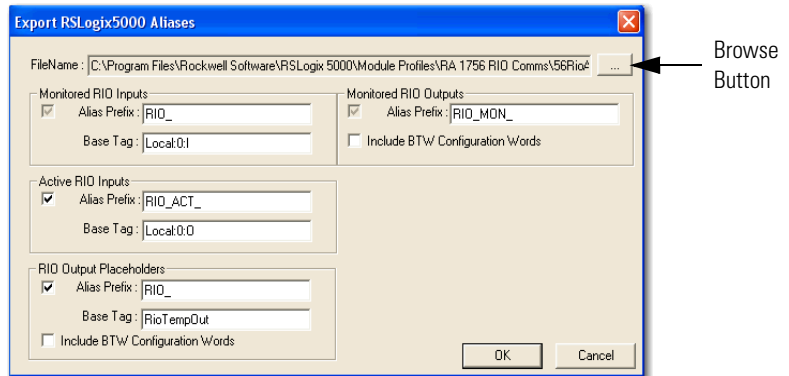 Export RSLogix5000 Aliases
FileName : C:\Program Files\Rockwell Software\RSLogix 5000\Module Profiles\RA 1756 RIO Comms\56RioA
...
Browse
Button
Monitored RIO Inputs
Alias Prefix : RIO_
Base Tag : Local:0:I
Monitored RIO Outputs
Alias Prefix : RIO_MON_
Include BTW Configuration Words
Active RIO Inputs
Alias Prefix : RIO_ACT_
Base Tag : Local:0:O
RIO Output Placeholders
Alias Prefix : RIO_
Base Tag : RioTempOut
Include BTW Configuration Words
OK
Cancel